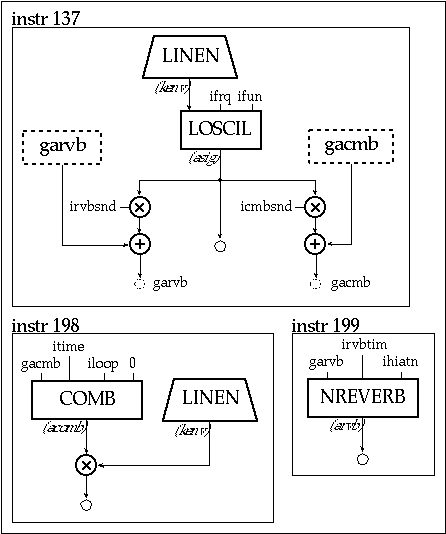 instr 137
LINEN
(kenv)
ifrq ifun
LOSCIL
(asig)
garvb
gacmb
irvbsnd
icmbsnd
garvb
gacmb
instr 198
itime
gacmb iloop 0
COMB
(acomb)
LINEN
(kenv)
instr 199
irvbtim
garvb ihiatn
NREVERB
(arvb)